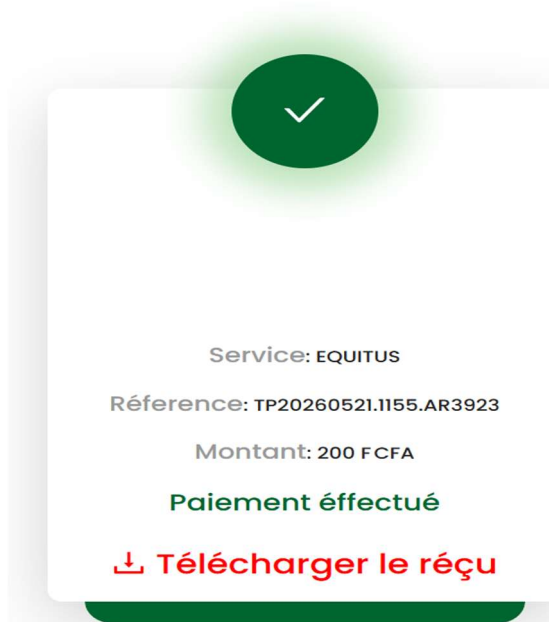 Service: EQUITUS
Réference: TP20260521.1155.AR3923
Montant: 200 FCFA
Paiement éffectué
Télécharger le réçu